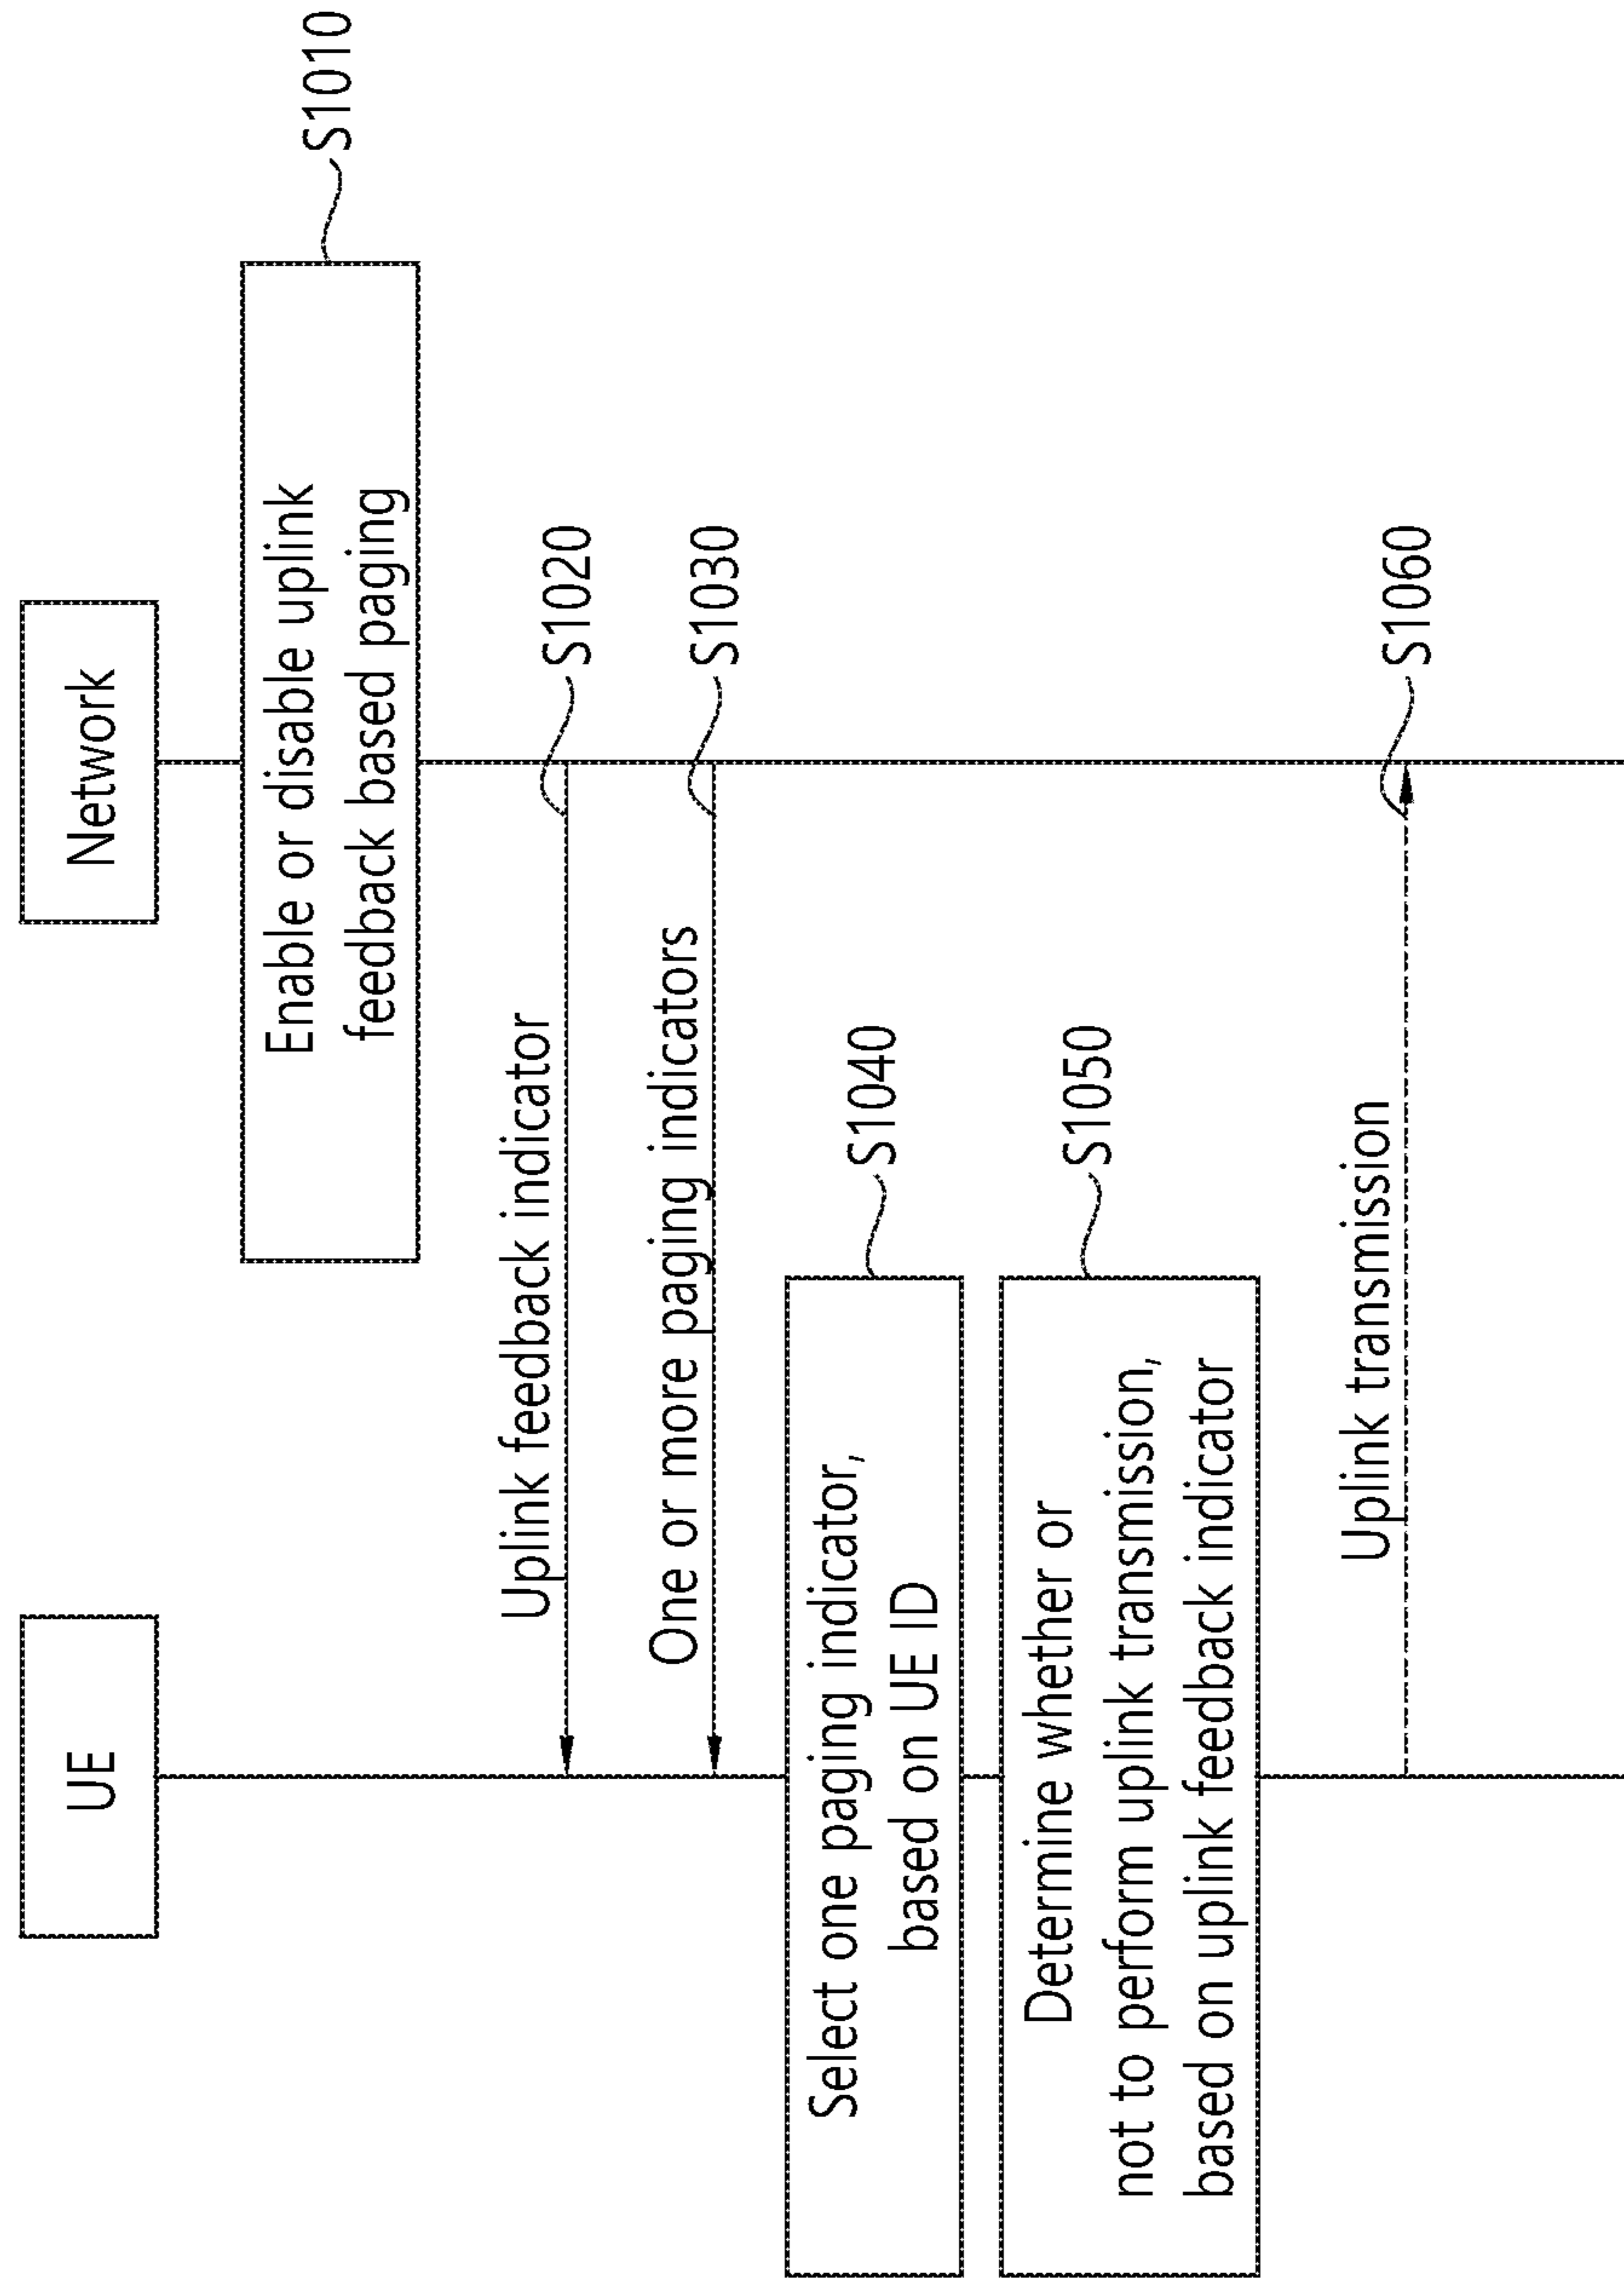 UE
Network
Enable or disable uplink
feedback based paging
S1010
Uplink feedback indicator
S1020
One or more paging indicators
S1030
Select one paging indicator,
based on UE ID
S1040
Determine whether or
not to perform uplink transmission,
based on uplink feedback indicator
S1050
Uplink transmission
S1060